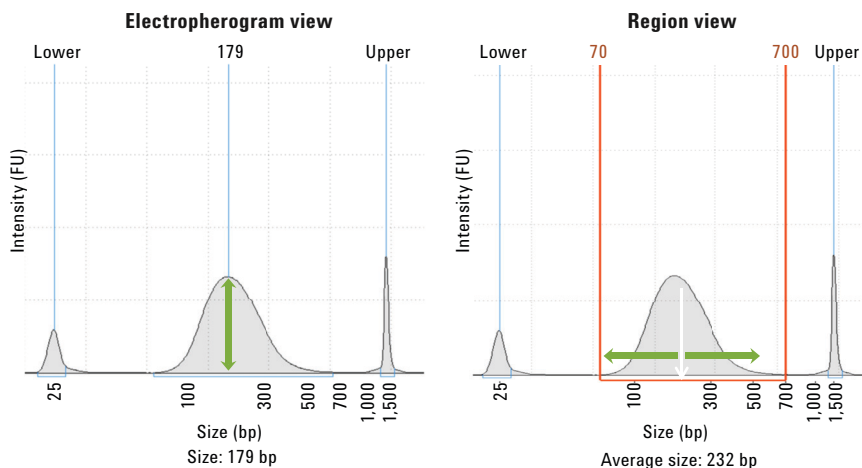 Electropherogram view
Lower
179
Upper
Intensity (FU)
25
100
300
500
700
1,000
1,500
Size (bp)
Size: 179 bp
Region view
Lower
70
700
Upper
Intensity (FU)
25
100
300
500
700
1,000
1,500
Size (bp)
Average size: 232 bp